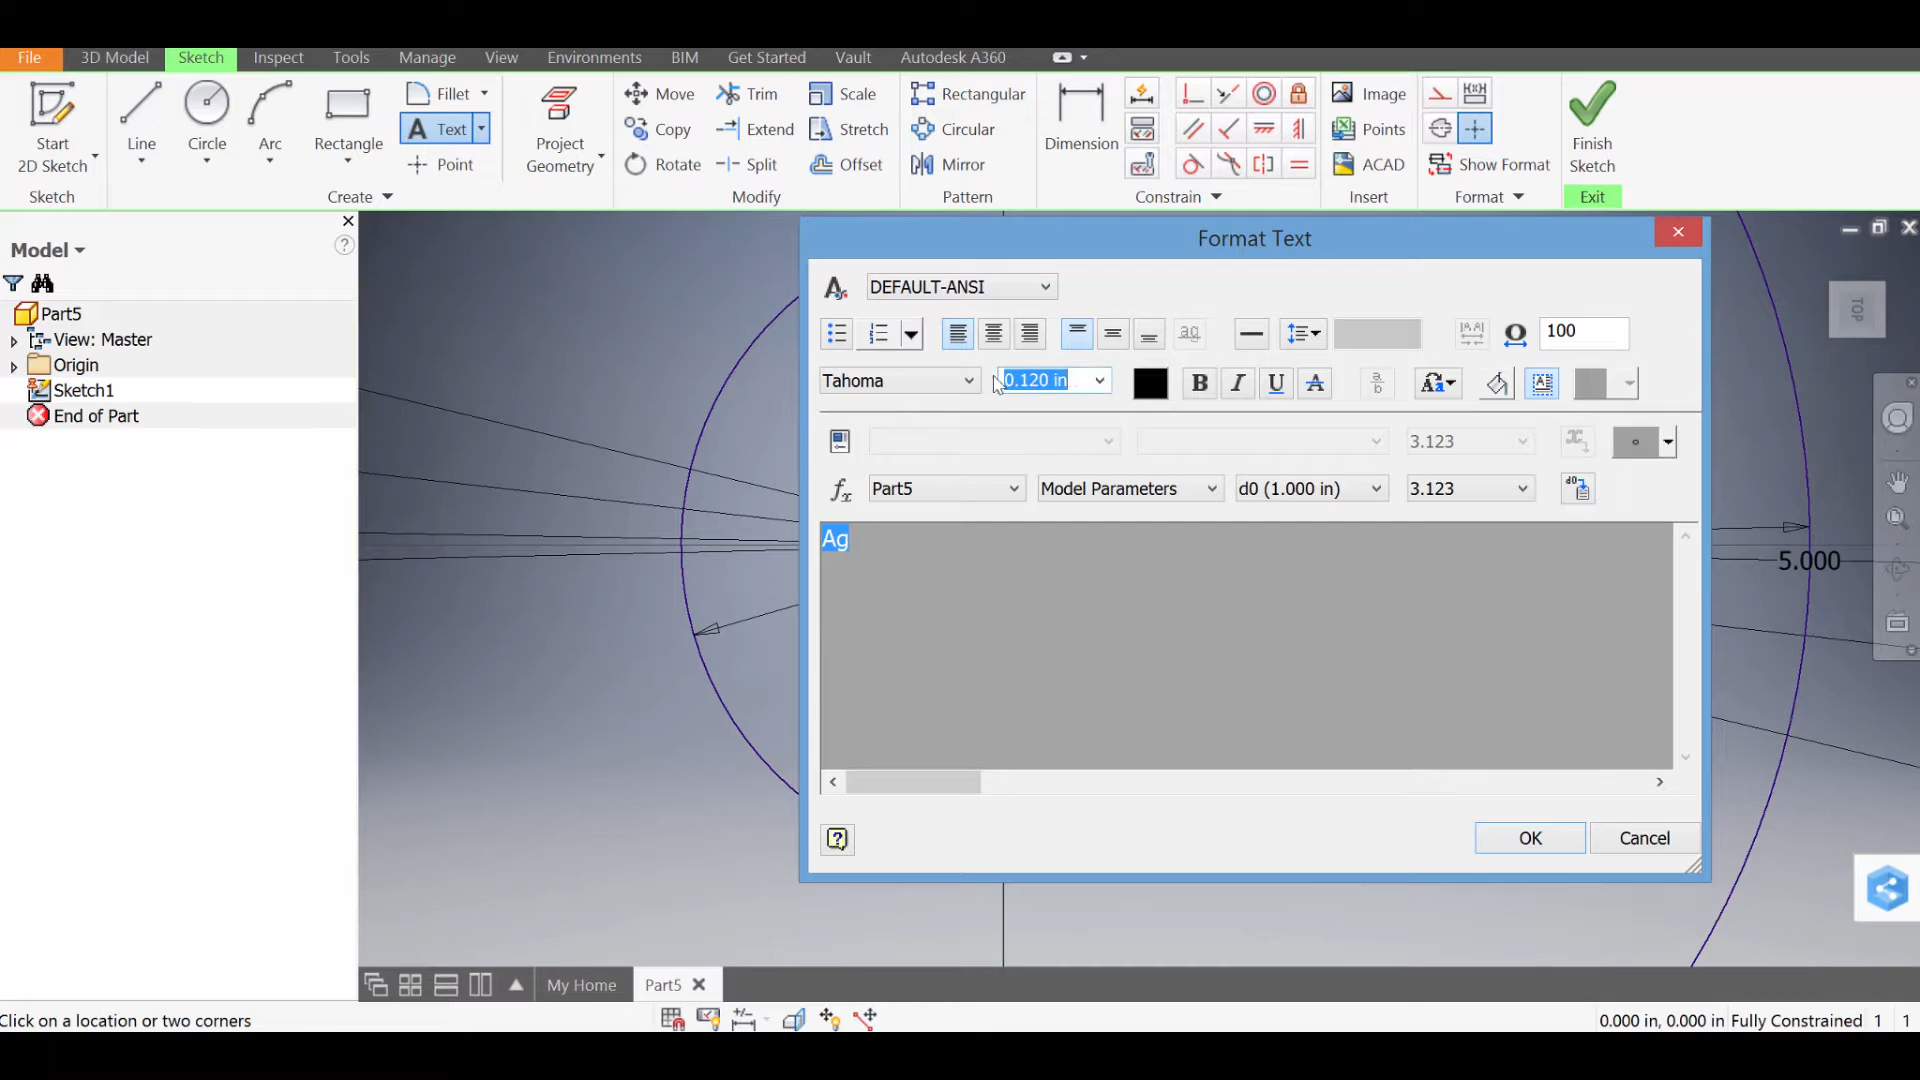 File 3D Model Sketch Inspect Tools Manage View Environments BIM Get Started Vault Autodesk A360
Start 2D Sketch
Line
Circle
Arc
Rectangle
Fillet
Text
Point
Project Geometry
Move
Copy
Rotate
Trim
Extend
Split
Scale
Stretch
Offset
Rectangular
Circular
Mirror
Dimension
Image
Points
ACAD
Show Format
Finish Sketch
Sketch Create Modify Pattern Constrain Insert Format Exit
Model
Part5
View: Master
Origin
Sketch1
End of Part
Format Text
DEFAULT-ANSI
100
Tahoma 0.120 in
B I U A
3.123
Part5 Model Parameters d0 (1.000 in) 3.123
Ag
OK Cancel
5.000
TOP
My Home Part5
Click on a location or two corners
0.000 in, 0.000 in Fully Constrained 1 1